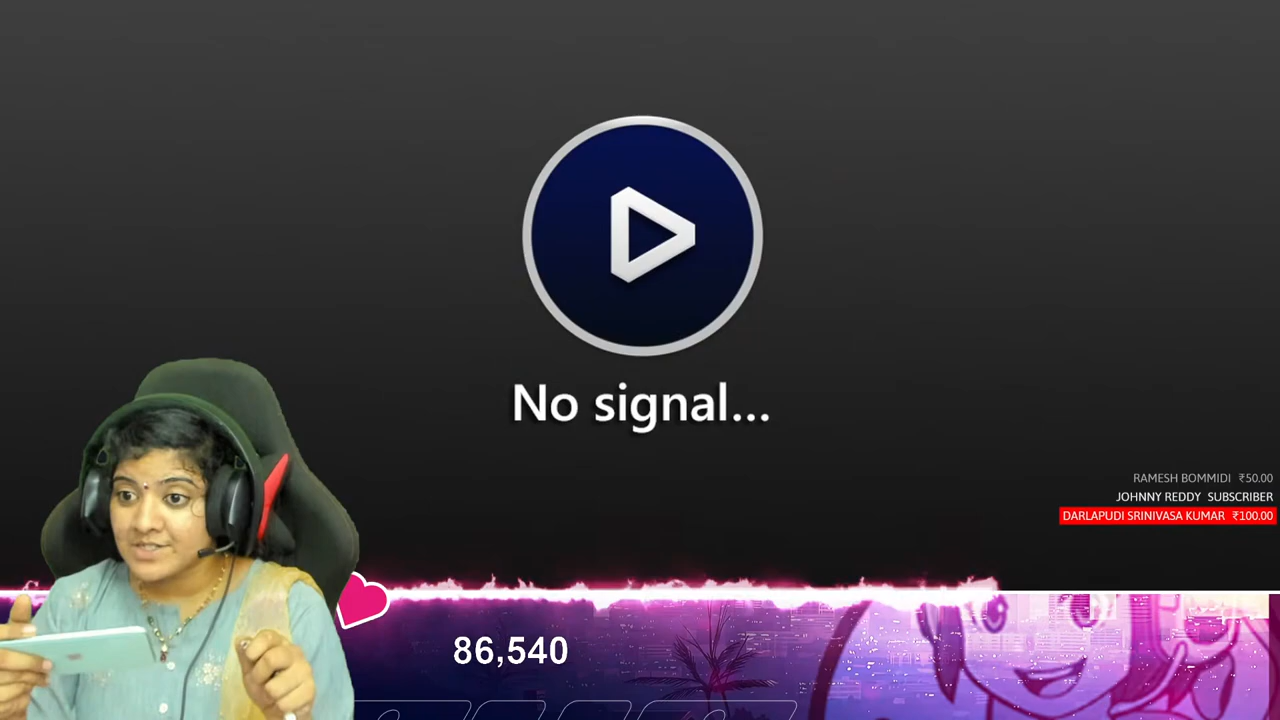 No signal...
RAMESH BOMMIDI ₹50.00
JOHNNY REDDY SUBSCRIBER
DARLAPUDI SRINIVASA KUMAR ₹100.00
86,540